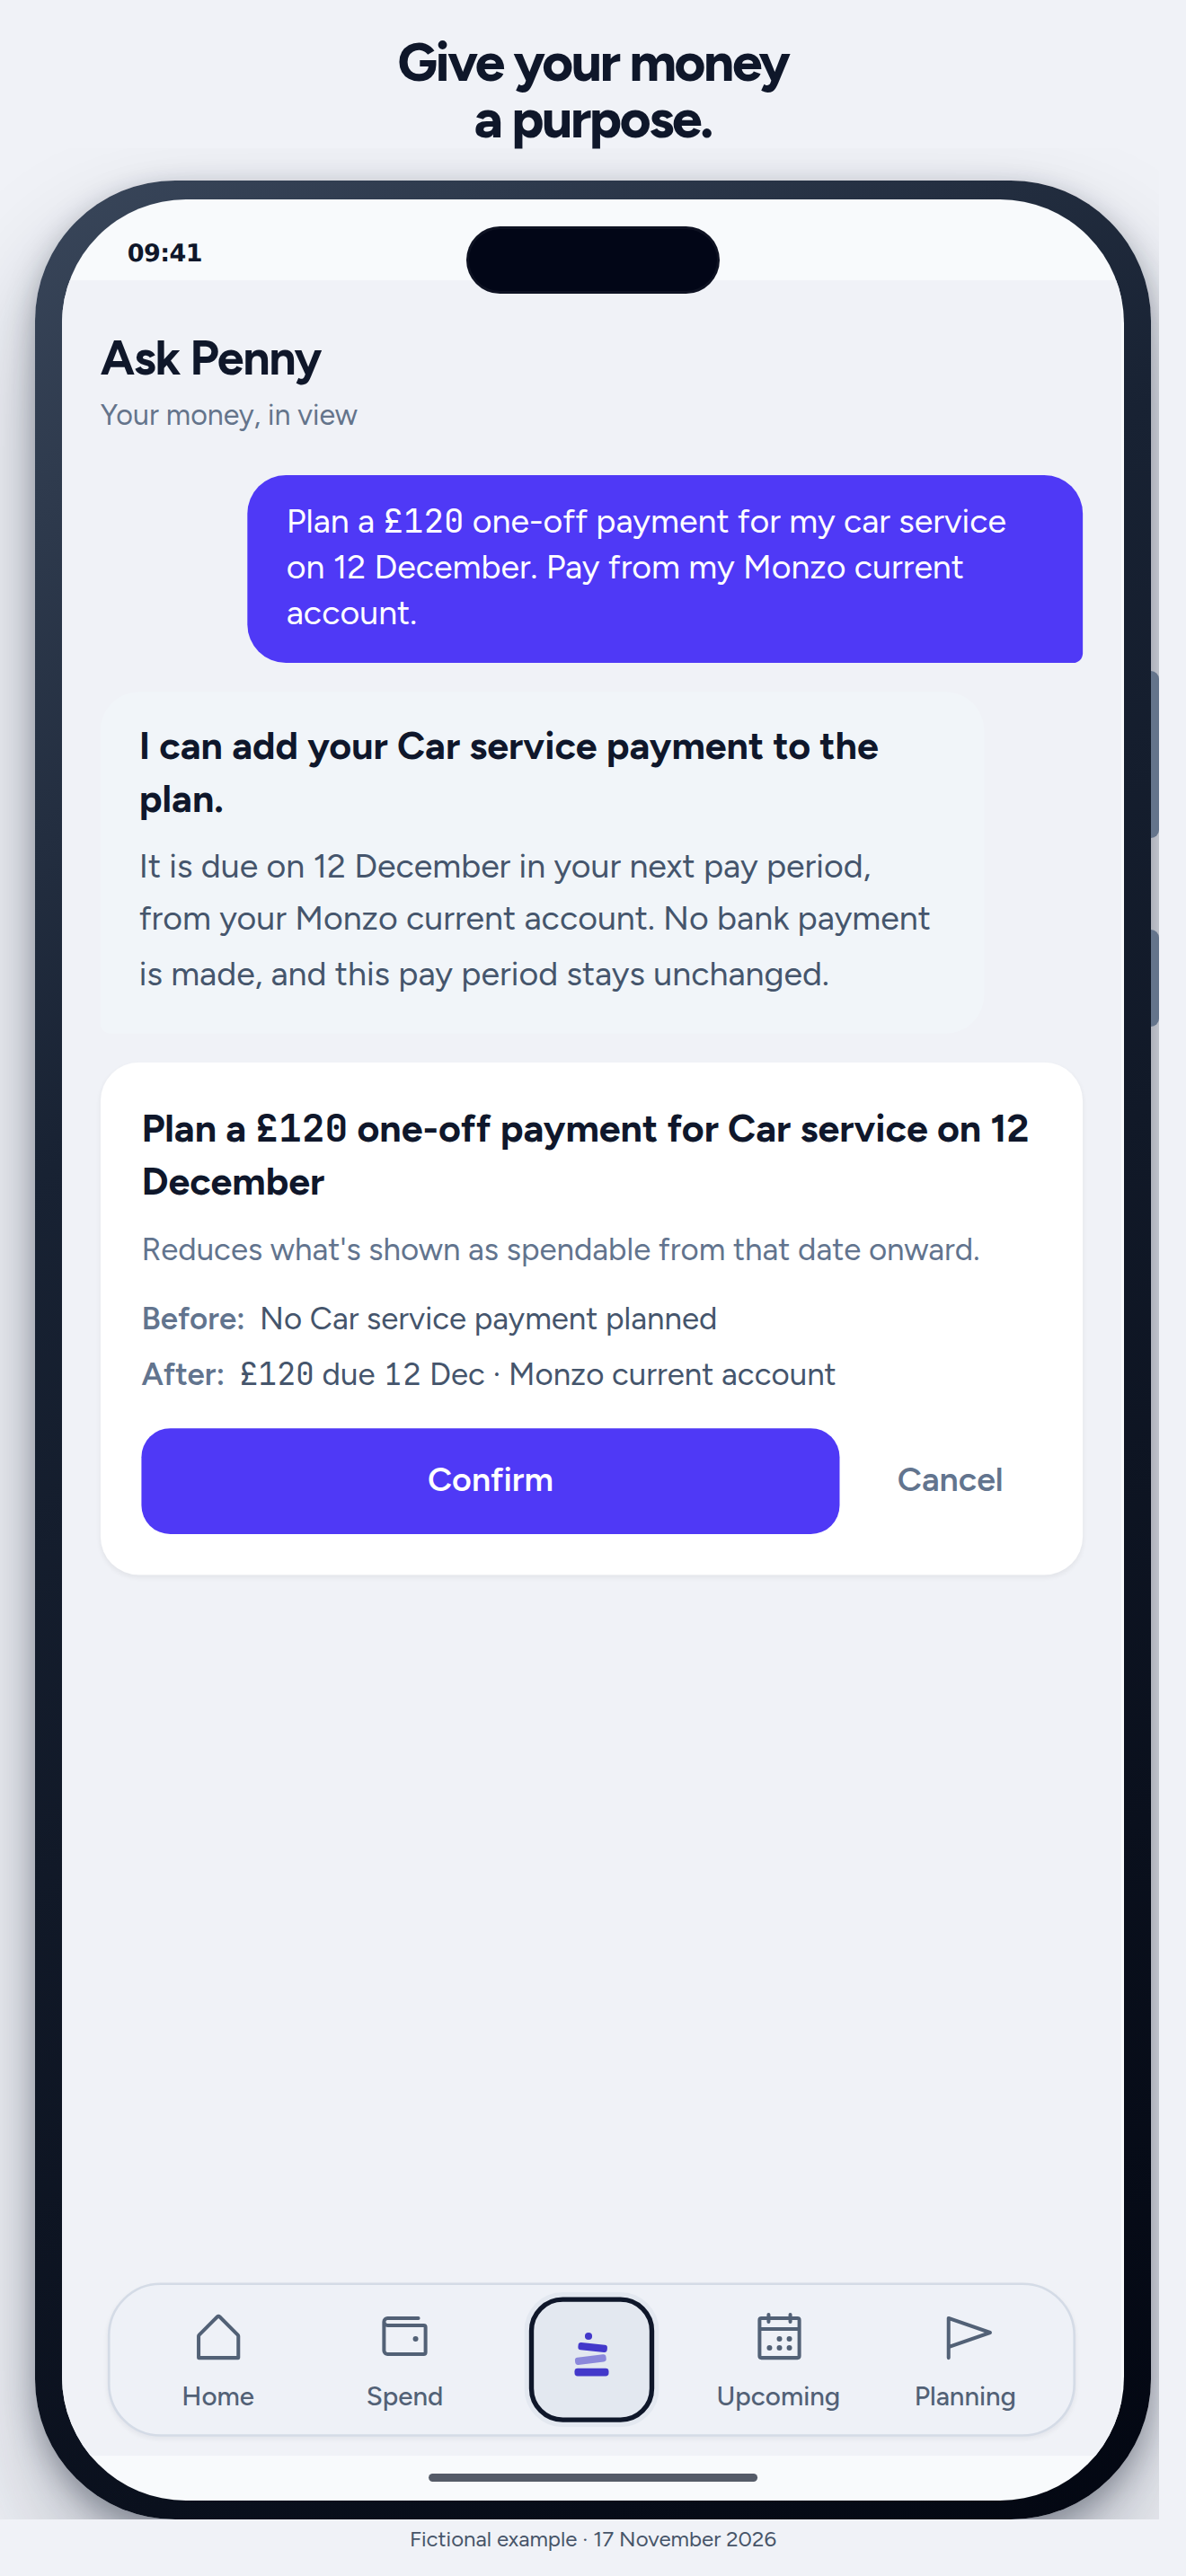 Give your money
a purpose.
09:41
Ask Penny
Your money, in view
Plan a £120 one-off payment for my car service
on 12 December. Pay from my Monzo current
account.
I can add your Car service payment to the
plan.
It is due on 12 December in your next pay period,
from your Monzo current account. No bank payment
is made, and this pay period stays unchanged.
Plan a £120 one-off payment for Car service on 12
December
Reduces what's shown as spendable from that date onward.
Before: No Car service payment planned
After: £120 due 12 Dec · Monzo current account
Confirm
Cancel
Home
Spend
Upcoming
Planning
Fictional example · 17 November 2026